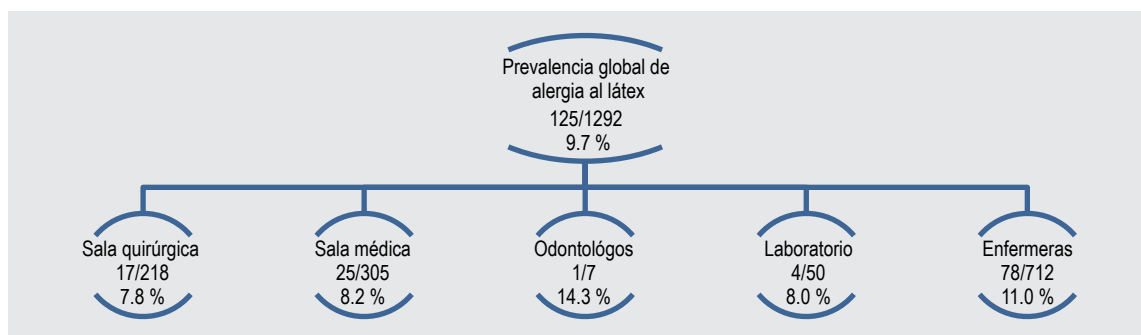 Prevalencia global de
alergia al látex
125/1292
9.7 %
Sala quirúrgica
17/218
7.8 %
Sala médica
25/305
8.2 %
Odontológos
1/7
14.3 %
Laboratorio
4/50
8.0 %
Enfermeras
78/712
11.0 %